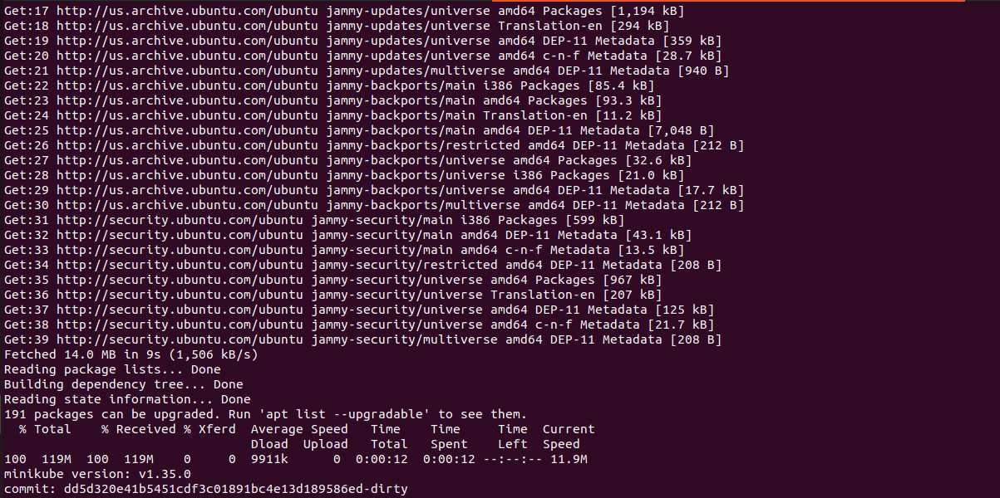 Get:17 http://us.archive.ubuntu.com/ubuntu jammy-updates/universe amd64 Packages [1,194 kB]
Get:18 http://us.archive.ubuntu.com/ubuntu jammy-updates/universe Translation-en [294 kB]
Get:19 http://us.archive.ubuntu.com/ubuntu jammy-updates/universe amd64 DEP-11 Metadata [359 kB]
Get:20 http://us.archive.ubuntu.com/ubuntu jammy-updates/universe amd64 c-n-f Metadata [28.7 kB]
Get:21 http://us.archive.ubuntu.com/ubuntu jammy-updates/multiverse amd64 DEP-11 Metadata [940 B]
Get:22 http://us.archive.ubuntu.com/ubuntu jammy-backports/main i386 Packages [85.4 kB]
Get:23 http://us.archive.ubuntu.com/ubuntu jammy-backports/main amd64 Packages [93.3 kB]
Get:24 http://us.archive.ubuntu.com/ubuntu jammy-backports/main Translation-en [11.2 kB]
Get:25 http://us.archive.ubuntu.com/ubuntu jammy-backports/main amd64 DEP-11 Metadata [7,048 B]
Get:26 http://us.archive.ubuntu.com/ubuntu jammy-backports/restricted amd64 DEP-11 Metadata [212 B]
Get:27 http://us.archive.ubuntu.com/ubuntu jammy-backports/universe amd64 Packages [32.6 kB]
Get:28 http://us.archive.ubuntu.com/ubuntu jammy-backports/universe i386 Packages [21.0 kB]
Get:29 http://us.archive.ubuntu.com/ubuntu jammy-backports/universe amd64 DEP-11 Metadata [17.7 kB]
Get:30 http://us.archive.ubuntu.com/ubuntu jammy-backports/multiverse amd64 DEP-11 Metadata [212 B]
Get:31 http://security.ubuntu.com/ubuntu jammy-security/main i386 Packages [599 kB]
Get:32 http://security.ubuntu.com/ubuntu jammy-security/main amd64 DEP-11 Metadata [43.1 kB]
Get:33 http://security.ubuntu.com/ubuntu jammy-security/main amd64 c-n-f Metadata [13.5 kB]
Get:34 http://security.ubuntu.com/ubuntu jammy-security/restricted amd64 DEP-11 Metadata [208 B]
Get:35 http://security.ubuntu.com/ubuntu jammy-security/universe amd64 Packages [967 kB]
Get:36 http://security.ubuntu.com/ubuntu jammy-security/universe Translation-en [207 kB]
Get:37 http://security.ubuntu.com/ubuntu jammy-security/universe amd64 DEP-11 Metadata [125 kB]
Get:38 http://security.ubuntu.com/ubuntu jammy-security/universe amd64 c-n-f Metadata [21.7 kB]
Get:39 http://security.ubuntu.com/ubuntu jammy-security/multiverse amd64 DEP-11 Metadata [208 B]
Fetched 14.0 MB in 9s (1,506 kB/s)
Reading package lists... Done
Building dependency tree... Done
Reading state information... Done
191 packages can be upgraded. Run 'apt list --upgradable' to see them.
  % Total    % Received % Xferd  Average Speed   Time    Time     Time  Current
                                 Dload  Upload   Total   Spent    Left  Speed
100  119M  100  119M    0     0  9911k      0  0:00:12  0:00:12 --:--:-- 11.9M
minikube version: v1.35.0
commit: dd5d320e41b5451cdf3c01891bc4e13d189586ed-dirty